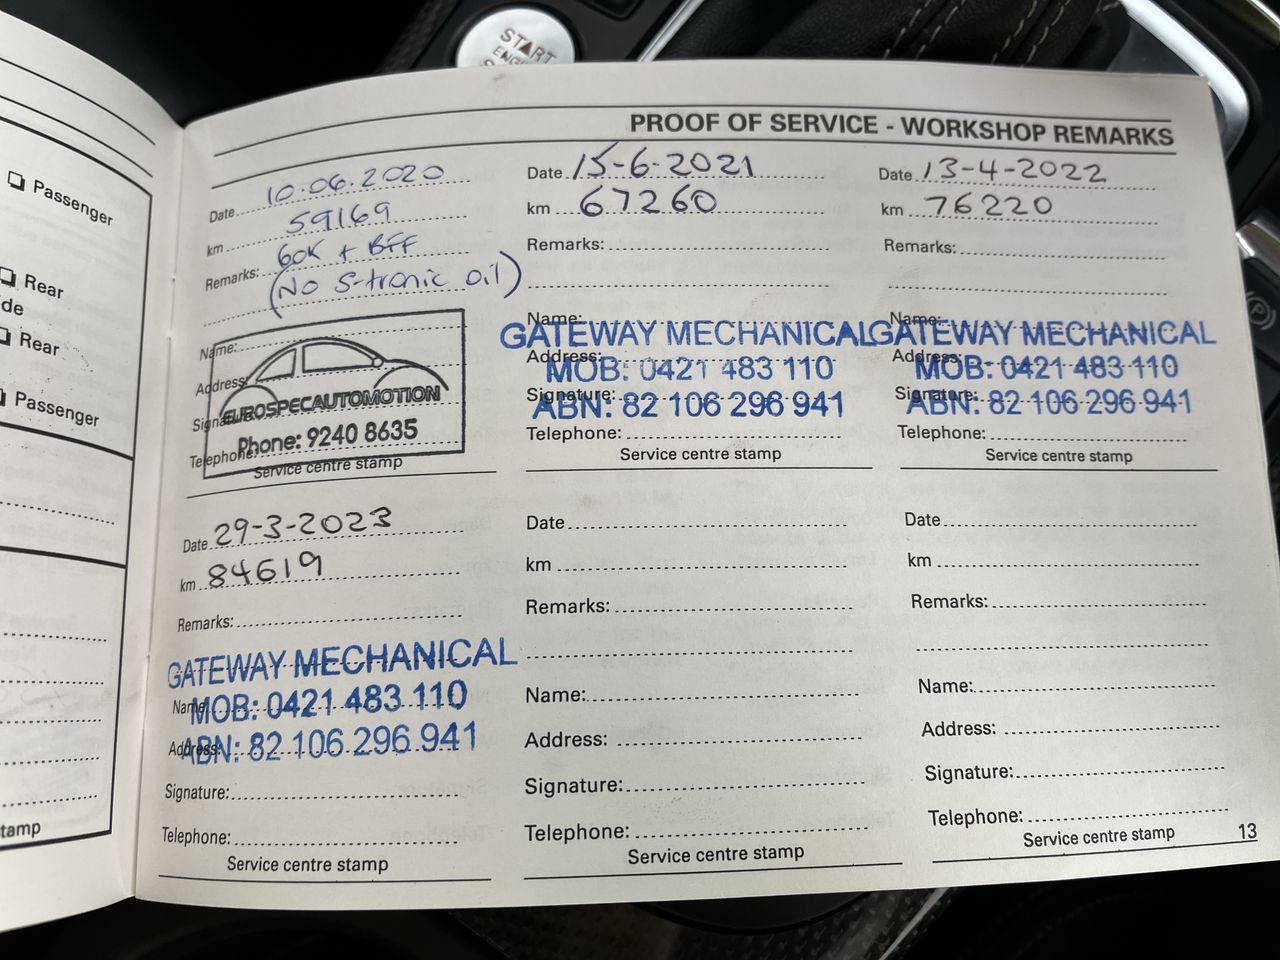 START
PROOF OF SERVICE - WORKSHOP REMARKS
Passenger
Rear
de
Rear
Passenger
tamp
Date 10.06.2020
km 59169
Remarks: 60K + BFF
(No S-tronic oil)
Name:
Address:
EUROSPECAUTOMOTION
Phone: 9240 8635
Telephone:
Service centre stamp
Date 15-6-2021
km 67260
Remarks:
Name:
GATEWAY MECHANICAL
Address:
MOB: 0421 483 110
Signature:
ABN: 82 106 296 941
Telephone:
Service centre stamp
Date 13-4-2022
km 76220
Remarks:
Name:
GATEWAY MECHANICAL
Address:
MOB: 0421 483 110
Signature:
ABN: 82 106 296 941
Telephone:
Service centre stamp
Date 29-3-2023
km 84619
Remarks:
GATEWAY MECHANICAL
Name:
MOB: 0421 483 110
Address:
ABN: 82 106 296 941
Signature:
Telephone:
Service centre stamp
Date
km
Remarks:
Name:
Address:
Signature:
Telephone:
Service centre stamp
Date
km
Remarks:
Name:
Address:
Signature:
Telephone:
Service centre stamp
13